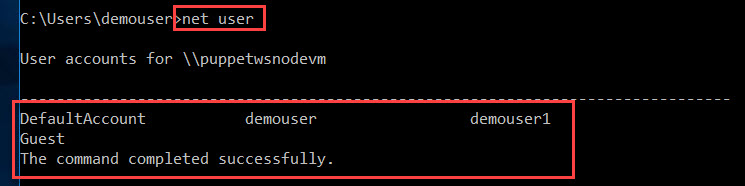 C:\Users\demouser>net user
User accounts for \\puppetwsnodevm
-------------------------------------------------------------------------------
DefaultAccount           demouser                 demouser1
Guest
The command completed successfully.